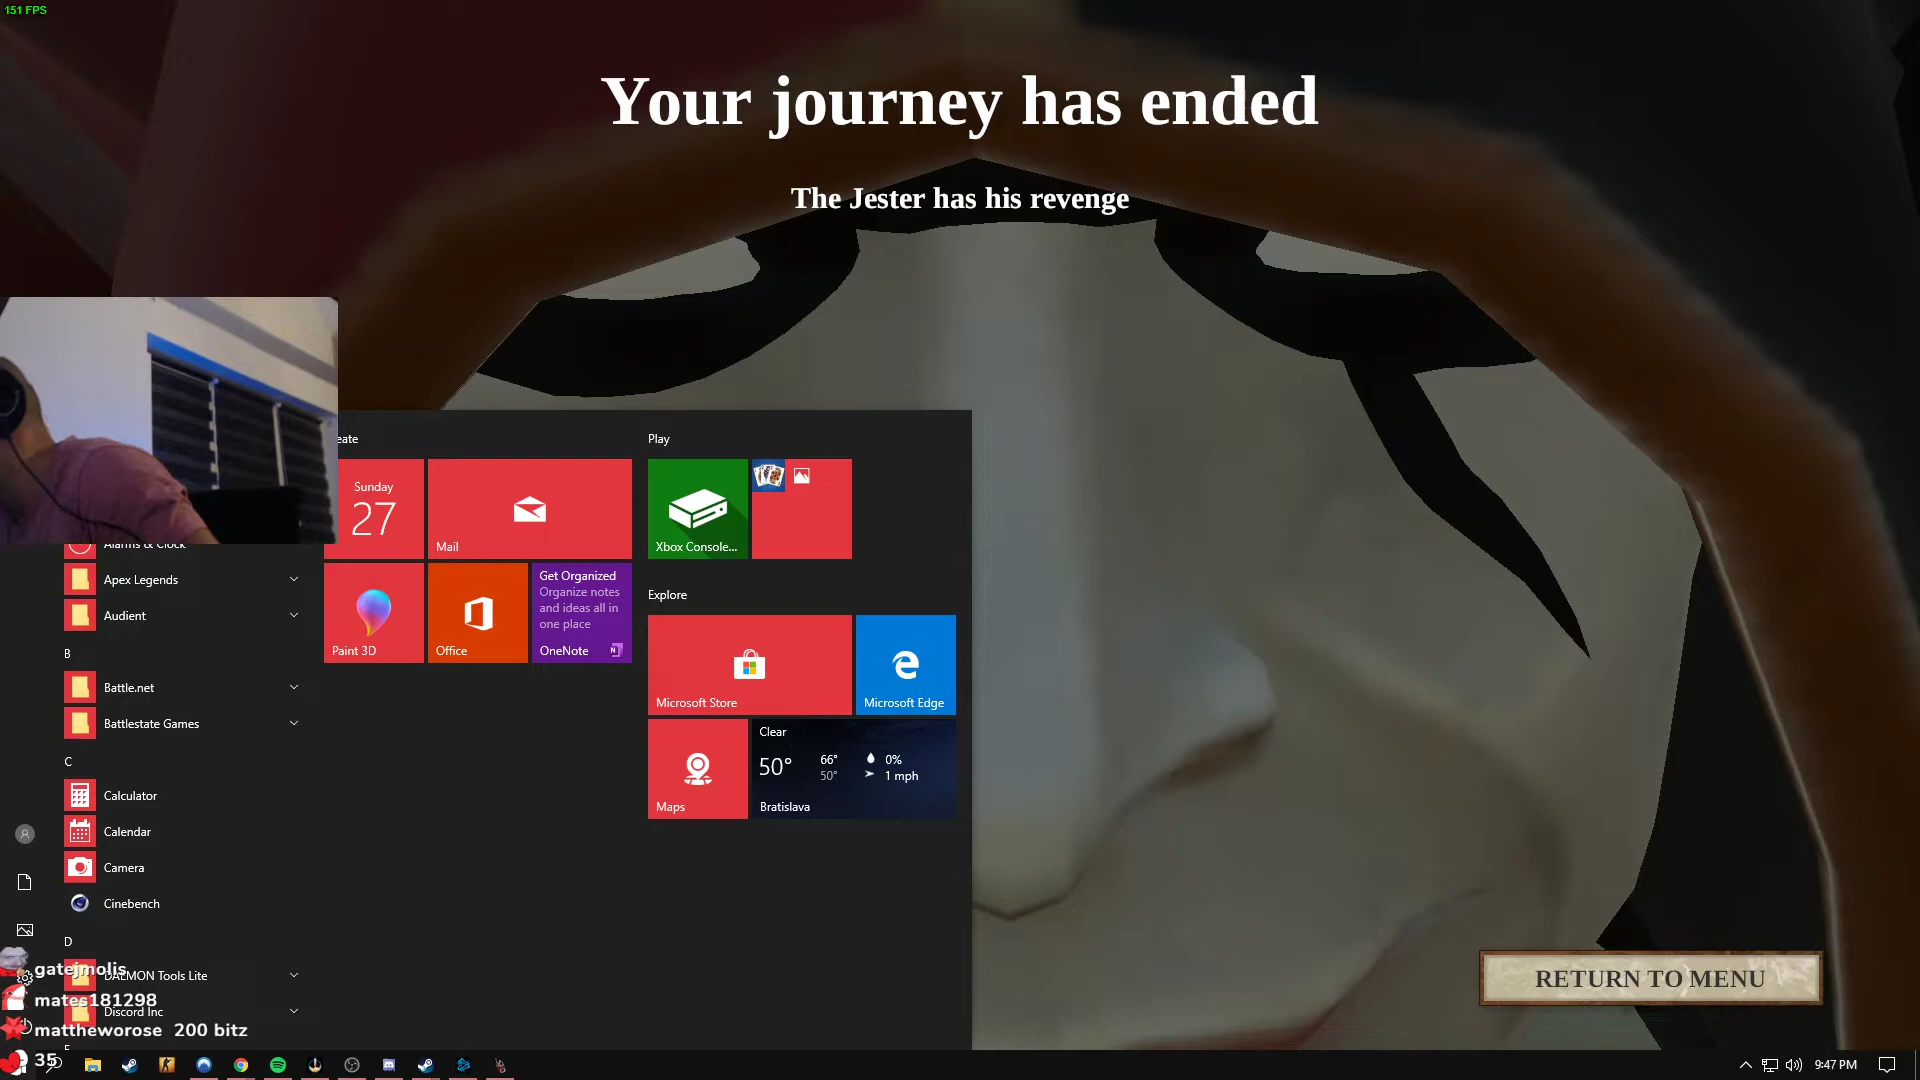 151 FPS
Your journey has ended
The Jester has his revenge
eate
Play
Sunday
27
Mail
Xbox Console...
Alarms & Clock
Apex Legends
Audient
Get Organized
Organize notes
and ideas all in
one place
Paint 3D
Office
OneNote
Explore
B
Battle.net
Battlestate Games
Microsoft Store
Microsoft Edge
C
Calculator
Calendar
Camera
Cinebench
Clear
50°
66°
50°
0%
1 mph
Maps
Bratislava
D
DAEMON Tools Lite
Discord Inc
gatejmolis
mates181298
mattheworose 200 bitz
35
RETURN TO MENU
9:47 PM